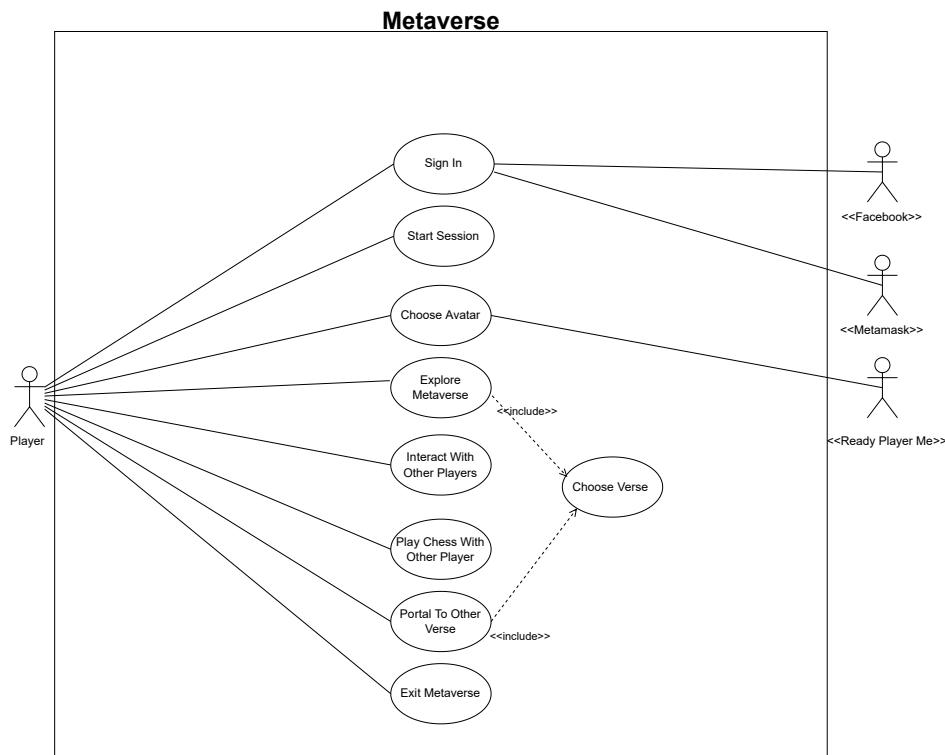 Metaverse
Sign In
<<Facebook>>
Start Session
Choose Avatar
<<Metamask>>
Explore
Metaverse
<<include>>
Player
<<Ready Player Me>>
Interact With
Other Players
Choose Verse
Play Chess With
Other Player
Portal To Other
Verse
<<include>>
Exit Metaverse